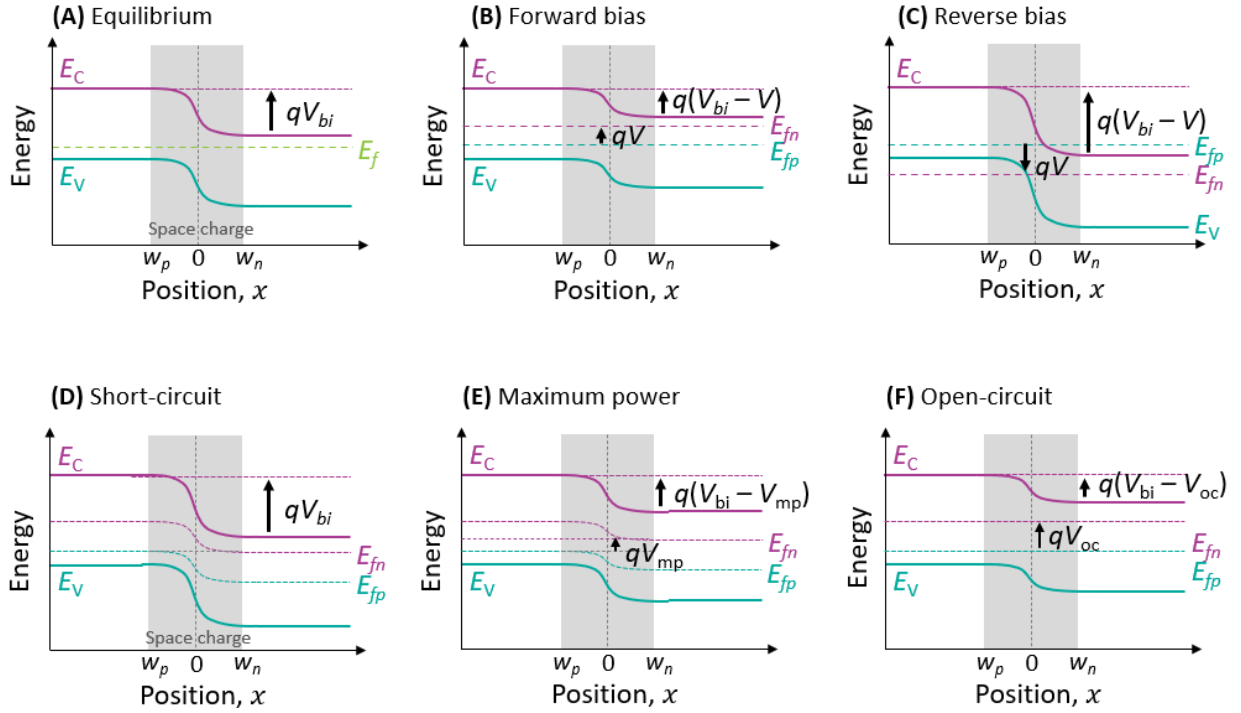 (A) Equilibrium
E_C
qV_bi
E_f
E_V
Space charge
w_p 0 w_n
Position, x
Energy
(B) Forward bias
E_C
q(V_bi − V)
E_fn
qV
E_fp
E_V
w_p 0 w_n
Position, x
Energy
(C) Reverse bias
E_C
q(V_bi − V)
E_fp
qV
E_fn
E_V
w_p 0 w_n
Position, x
Energy
(D) Short-circuit
E_C
qV_bi
E_fn
E_V
E_fp
Space charge
w_p 0 w_n
Position, x
Energy
(E) Maximum power
E_C
q(V_bi − V_mp)
E_fn
qV_mp
E_fp
E_V
w_p 0 w_n
Position, x
Energy
(F) Open-circuit
E_C
q(V_bi − V_oc)
qV_oc
E_fn
E_fp
E_V
w_p 0 w_n
Position, x
Energy